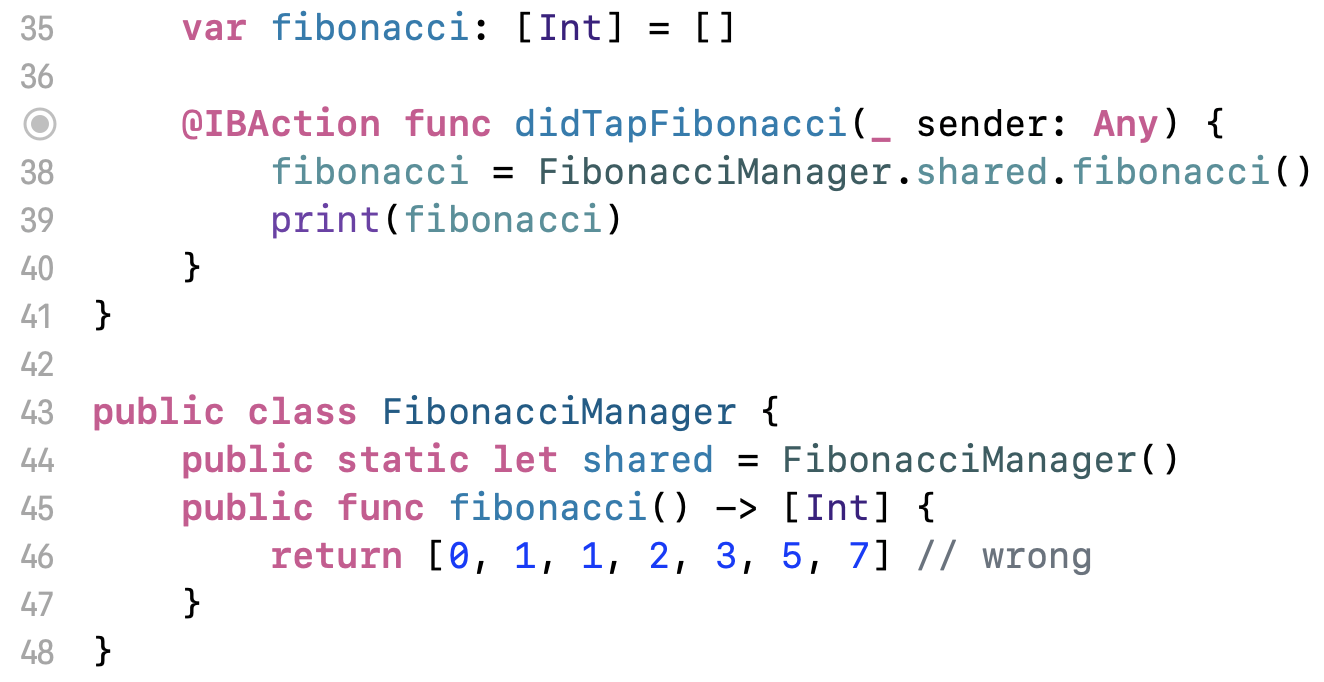 35 var fibonacci: [Int] = []
36
@IBAction func didTapFibonacci(_ sender: Any) {
38 fibonacci = FibonacciManager.shared.fibonacci()
39 print(fibonacci)
40 }
41 }
42
43 public class FibonacciManager {
44 public static let shared = FibonacciManager()
45 public func fibonacci() -> [Int] {
46 return [0, 1, 1, 2, 3, 5, 7] // wrong
47 }
48 }